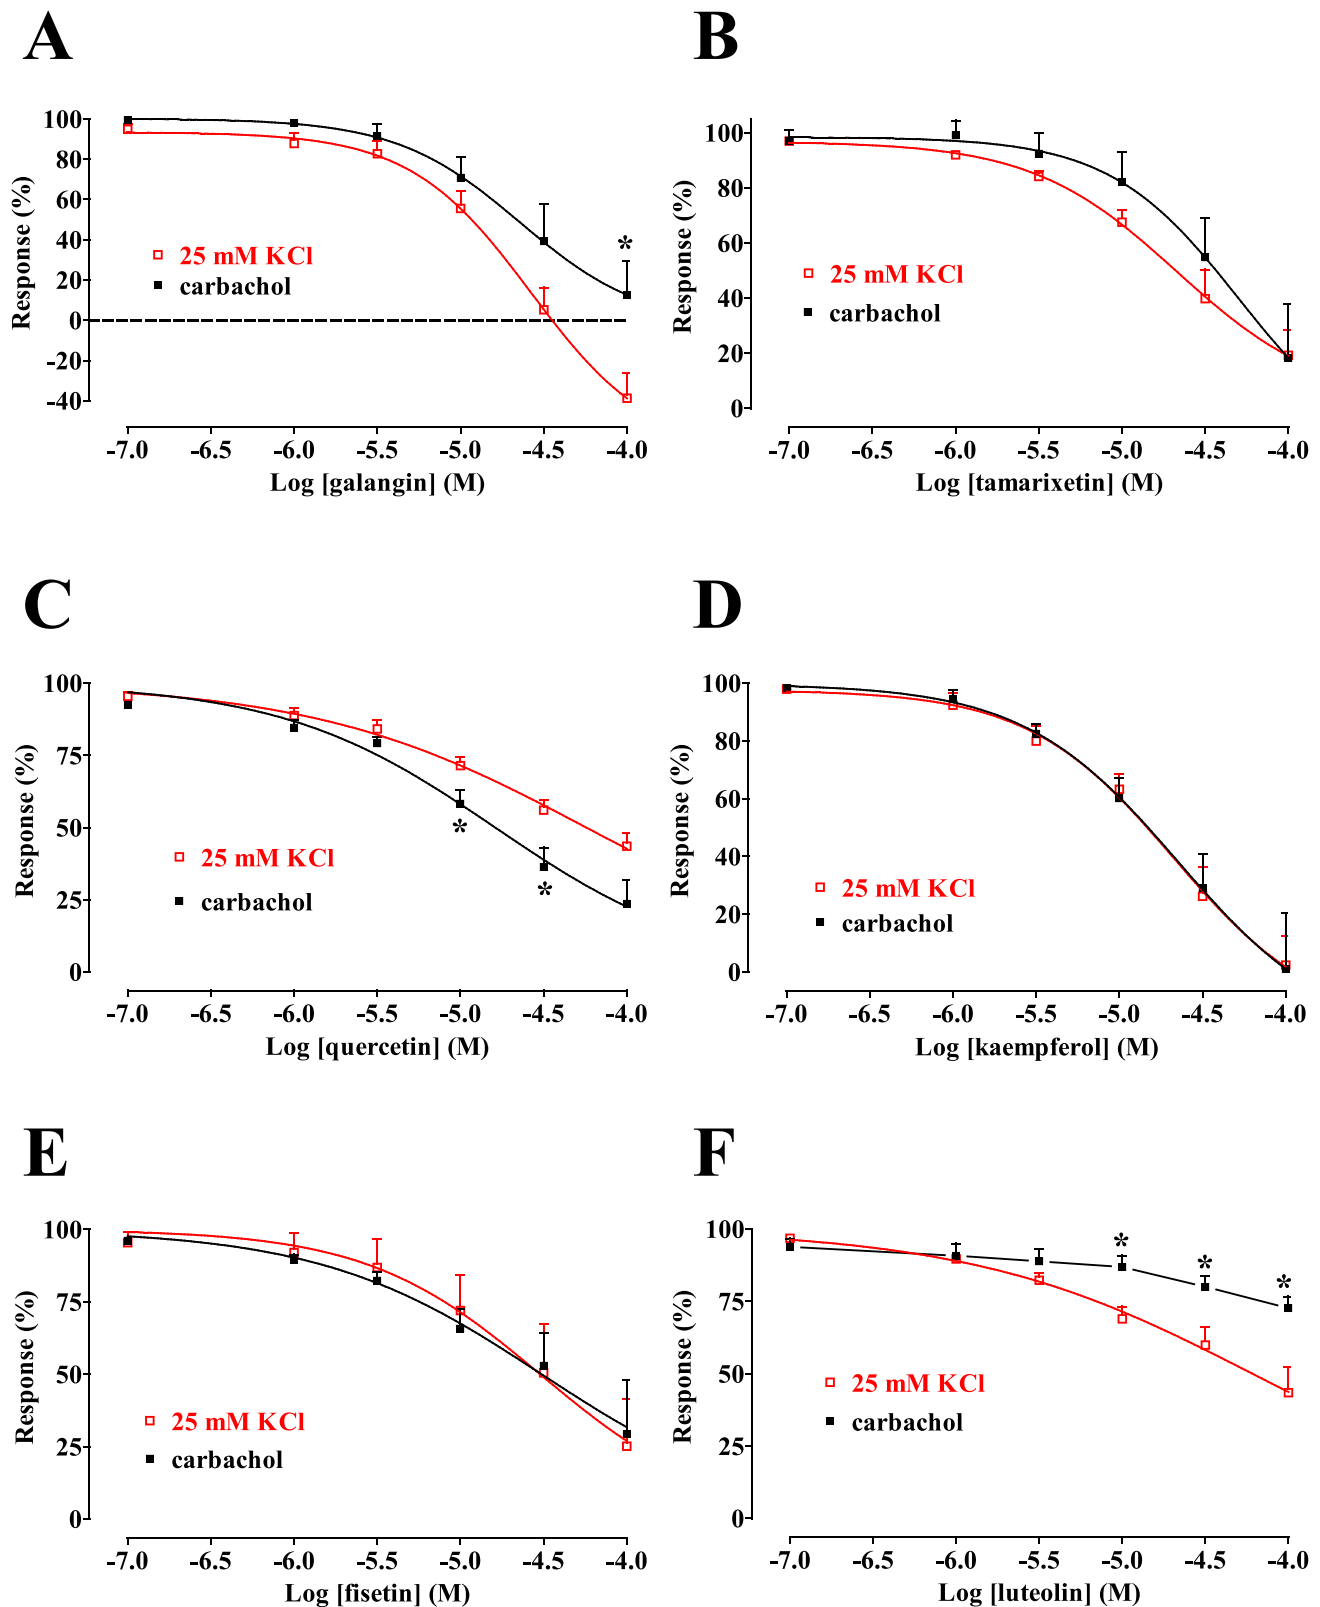 A
100
80
60
40
20
0
-20
-40
Response (%)
25 mM KCl
carbachol
*
-7.0 -6.5 -6.0 -5.5 -5.0 -4.5 -4.0
Log [galangin] (M)
B
100
80
60
40
20
0
Response (%)
25 mM KCl
carbachol
-7.0 -6.5 -6.0 -5.5 -5.0 -4.5 -4.0
Log [tamarixetin] (M)
C
100
75
50
25
0
Response (%)
25 mM KCl
carbachol
*
*
-7.0 -6.5 -6.0 -5.5 -5.0 -4.5 -4.0
Log [quercetin] (M)
D
100
80
60
40
20
0
Response (%)
25 mM KCl
carbachol
-7.0 -6.5 -6.0 -5.5 -5.0 -4.5 -4.0
Log [kaempferol] (M)
E
100
75
50
25
0
Response (%)
25 mM KCl
carbachol
-7.0 -6.5 -6.0 -5.5 -5.0 -4.5 -4.0
Log [fisetin] (M)
F
100
75
50
25
0
Response (%)
* * *
25 mM KCl
carbachol
-7.0 -6.5 -6.0 -5.5 -5.0 -4.5 -4.0
Log [luteolin] (M)